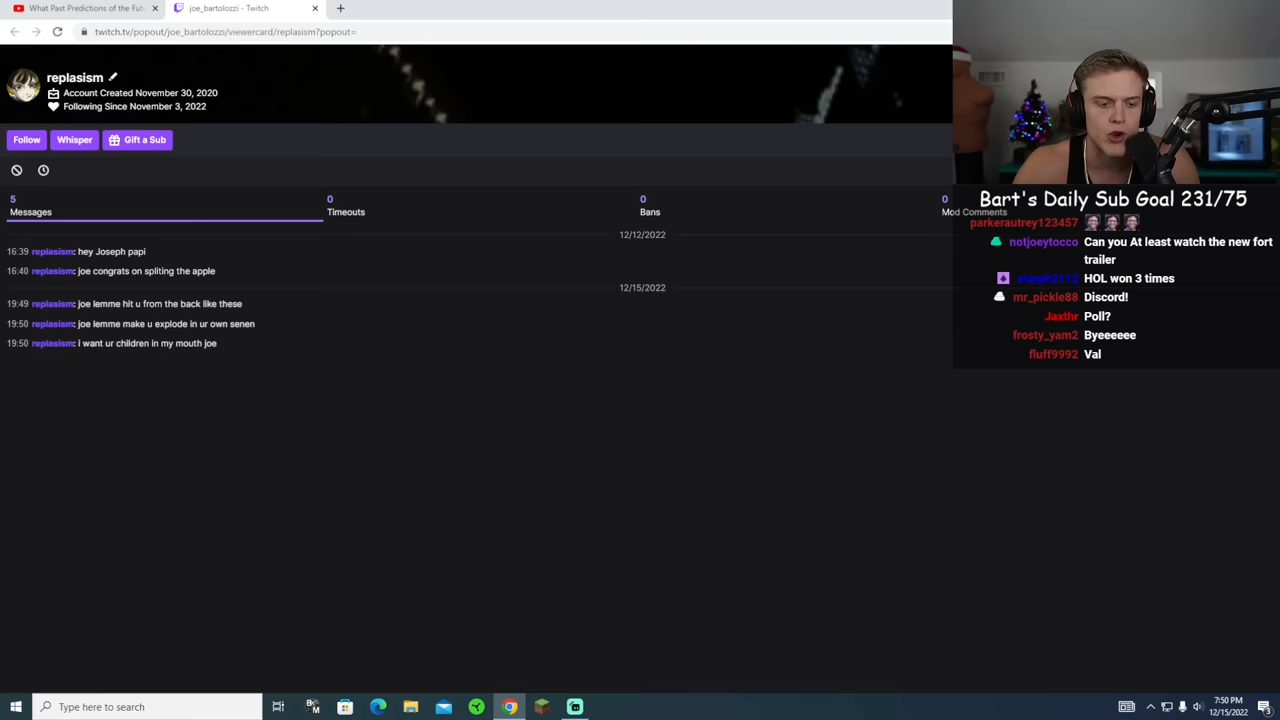 What Past Predictions of the Fut
joe_bartolozzi - Twitch
twitch.tv/popout/joe_bartolozzi/viewercard/replasism?popout=
replasism
Account Created November 30, 2020
Following Since November 3, 2022
Follow
Whisper
Gift a Sub
5
Messages
0
Timeouts
0
Bans
0
Mod Comments
12/12/2022
16:39 replasism: hey Joseph papi
16:40 replasism: joe congrats on spliting the apple
12/15/2022
19:49 replasism: joe lemme hit u from the back like these
19:50 replasism: joe lemme make u explode in ur own senen
19:50 replasism: i want ur children in my mouth joe
Bart's Daily Sub Goal 231/75
parkerautrey123457
notjoeytocco Can you At least watch the new fort
trailer
HOL won 3 times
mr_pickle88 Discord!
Jaxthr Poll?
frosty_yam2 Byeeeeee
fluff9992 Val
Type here to search
7:50 PM
12/15/2022
3